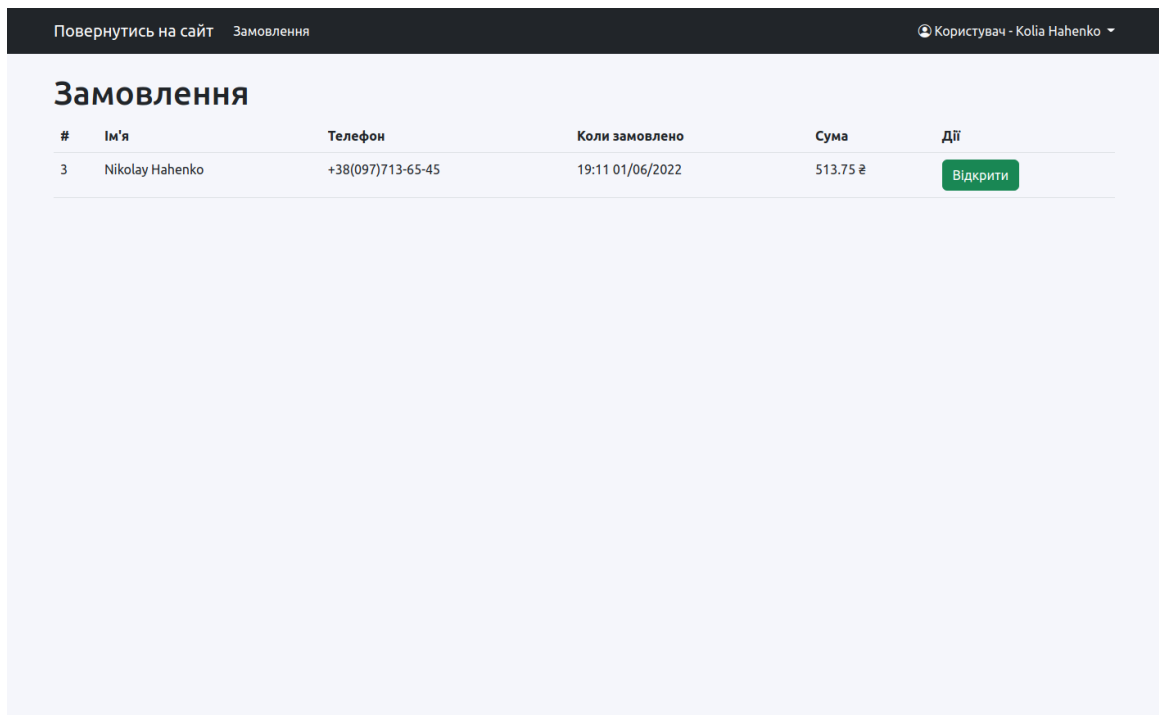 Повернутись на сайт Замовлення Користувач - Kolia Hahenko
Замовлення
# Ім'я Телефон Коли замовлено Сума Дії
3 Nikolay Hahenko +38(097)713-65-45 19:11 01/06/2022 513.75 ₴ Відкрити